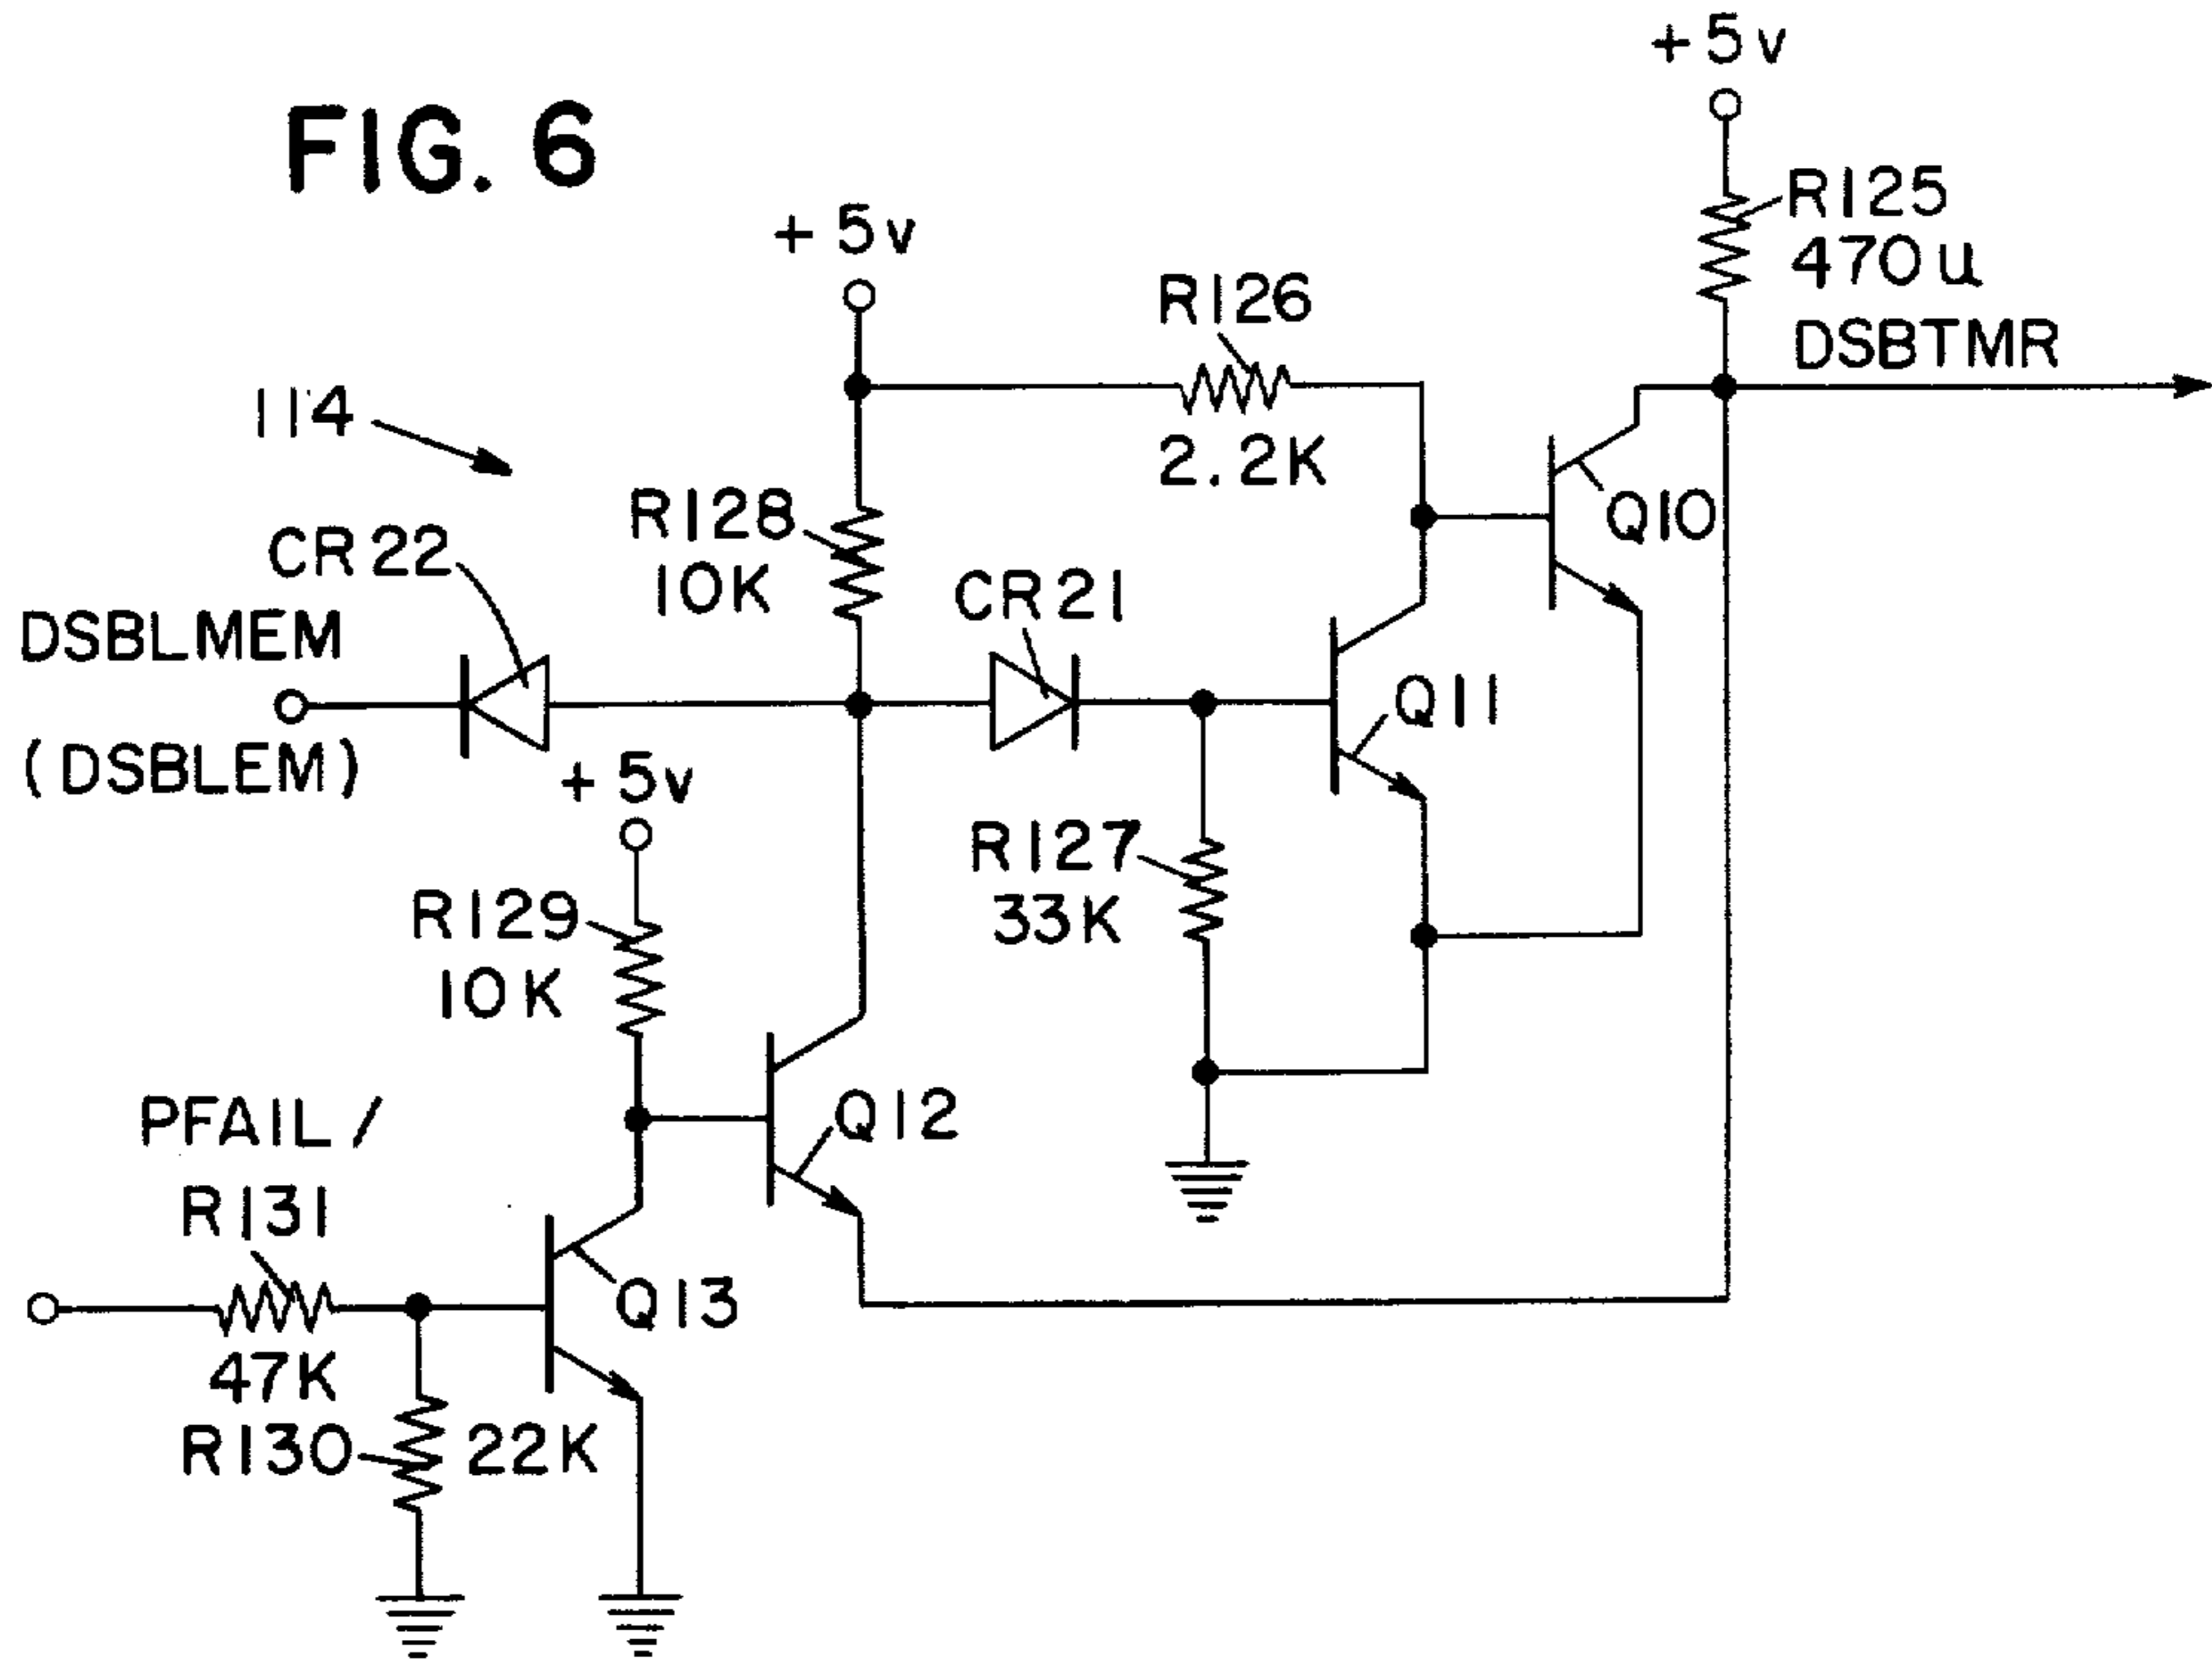 FIG. 6
+5v
R125
470u
DSBTMR
+5v
R126
2.2K
114
R128
10K
Q10
CR22
CR21
DSBLMEM
(DSBLEM)
Q11
+5v
R129
10K
R127
33K
PFAIL/
Q12
R131
47K
Q13
R130
22K